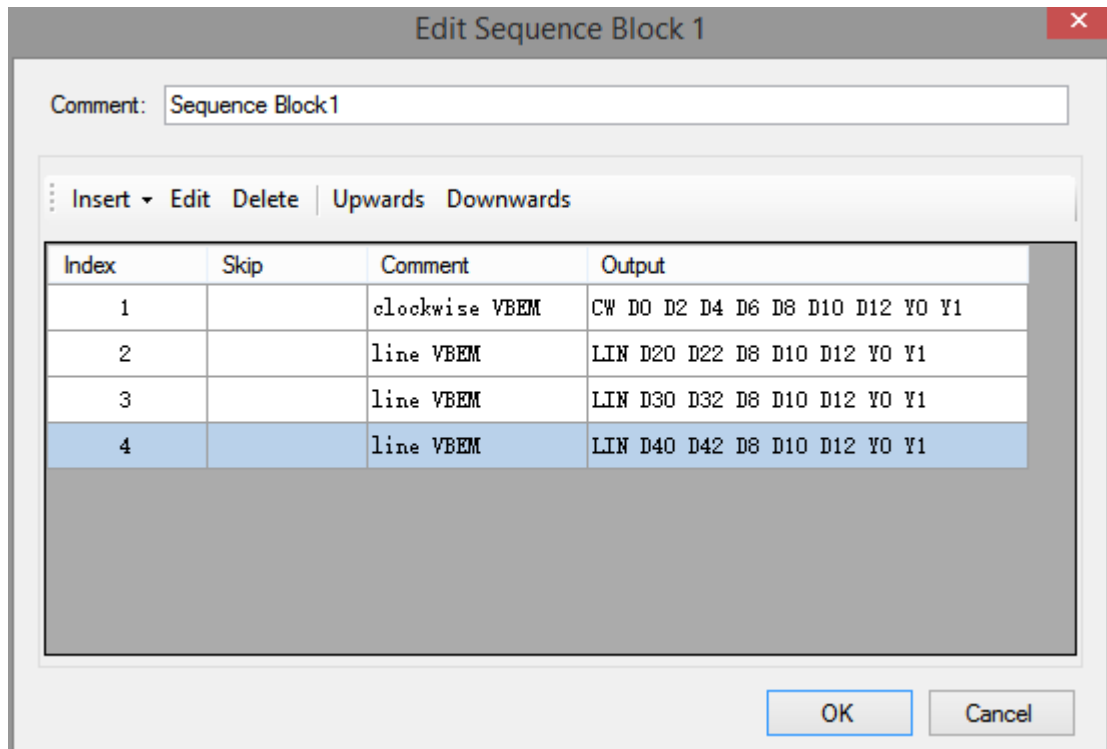 Edit Sequence Block 1
Comment: Sequence Block1
Insert Edit Delete Upwards Downwards
Index Skip Comment Output
1 clockwise VBEM CW D0 D2 D4 D6 D8 D10 D12 Y0 Y1
2 line VBEM LIN D20 D22 D8 D10 D12 Y0 Y1
3 line VBEM LIN D30 D32 D8 D10 D12 Y0 Y1
4 line VBEM LIN D40 D42 D8 D10 D12 Y0 Y1
OK Cancel